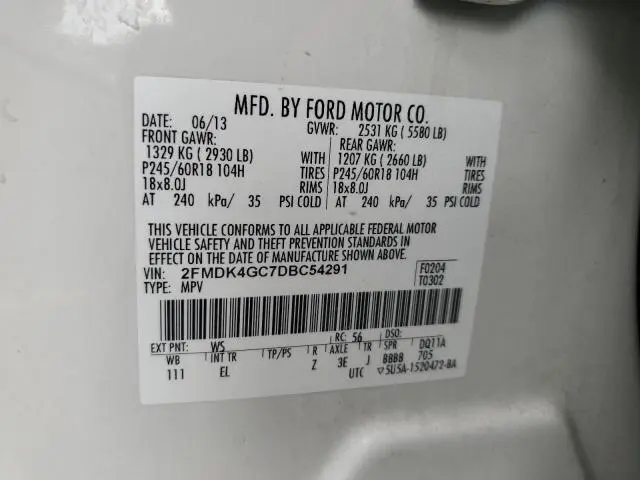 MFD. BY FORD MOTOR CO.
DATE: 06/13 GVWR: 2531 KG ( 5580 LB)
FRONT GAWR: REAR GAWR:
1329 KG ( 2930 LB) WITH 1207 KG ( 2660 LB) WITH
P245/60R18 104H TIRES P245/60R18 104H TIRES
18x8.0J RIMS 18x8.0J RIMS
AT 240 kPa/ 35 PSI COLD AT 240 kPa/ 35 PSI COLD
THIS VEHICLE CONFORMS TO ALL APPLICABLE FEDERAL MOTOR
VEHICLE SAFETY AND THEFT PREVENTION STANDARDS IN
EFFECT ON THE DATE OF MANUFACTURE SHOWN ABOVE.
VIN: 2FMDK4GC7DBC54291 F0204
TYPE: MPV T0302
EXT PNT: WS RC: 56 DSO:
WB INT TR TP/PS R AXLE TR SPR DQ11A
111 EL Z 3E J BBBB 705
UTC ▽5U5A-1520472-BA